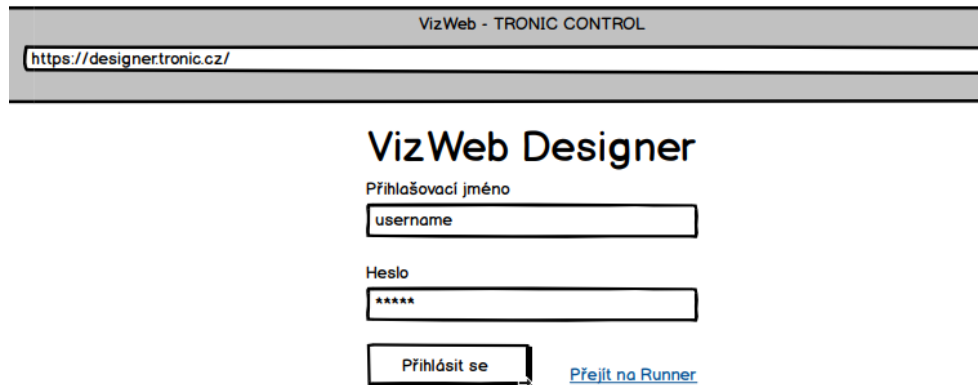 VizWeb - TRONIC CONTROL
https://designer.tronic.cz/
VizWeb Designer
Přihlašovací jméno
username
Heslo
*****
Přihlásit se
Přejít na Runner